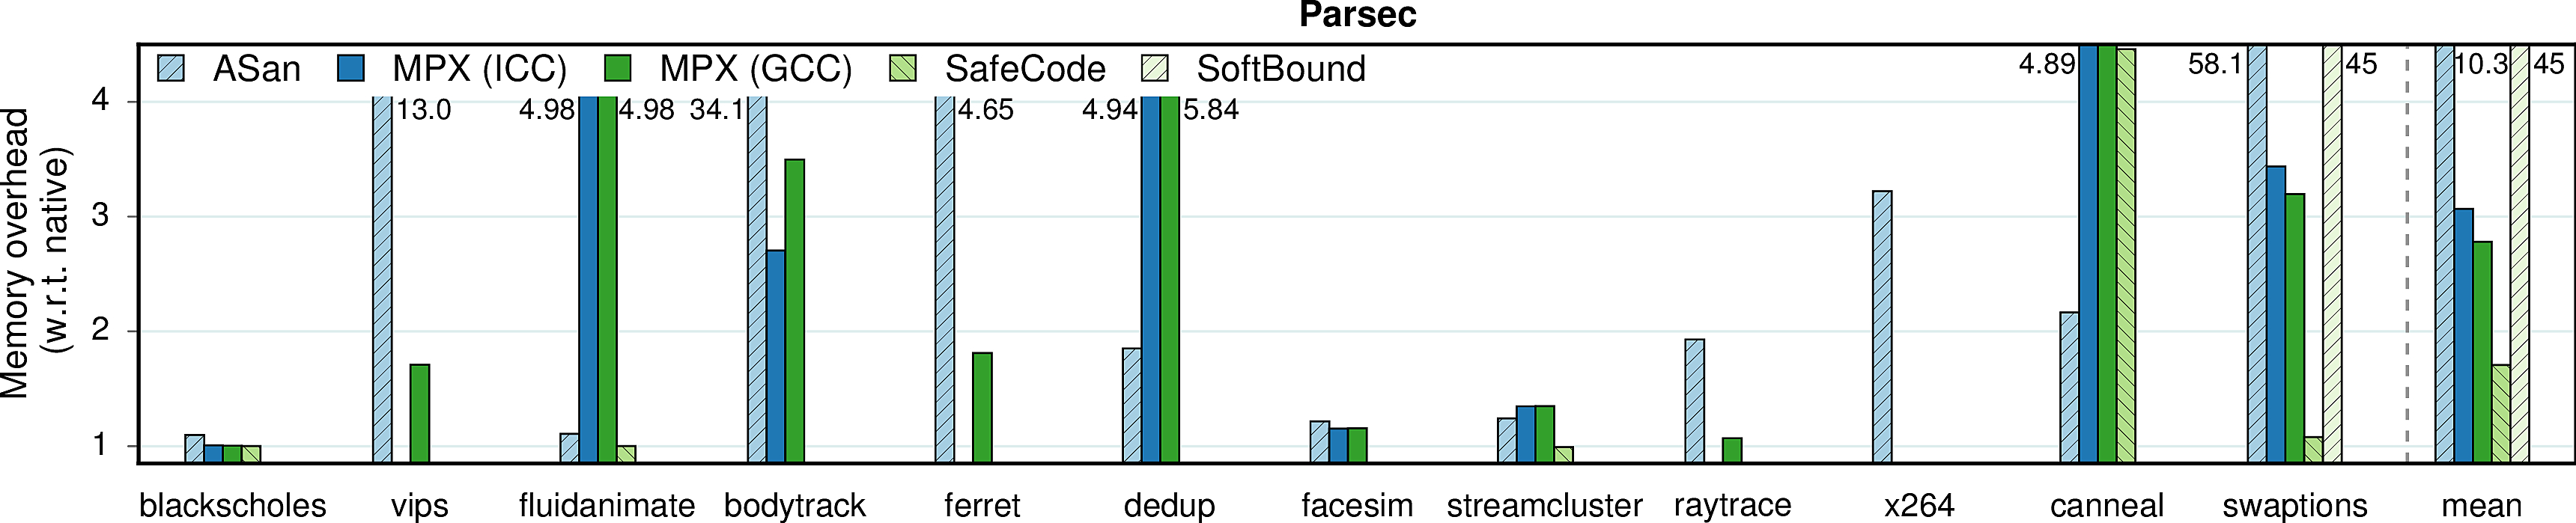 Parsec
Memory overhead
(w.r.t. native)
ASan MPX (ICC) MPX (GCC) SafeCode SoftBound
4.89 58.1 45 10.3 45
4
13.0 4.98 4.98 34.1 4.65 4.94 5.84
3
2
1
blackscholes vips fluidanimate bodytrack ferret dedup facesim streamcluster raytrace x264 canneal swaptions mean